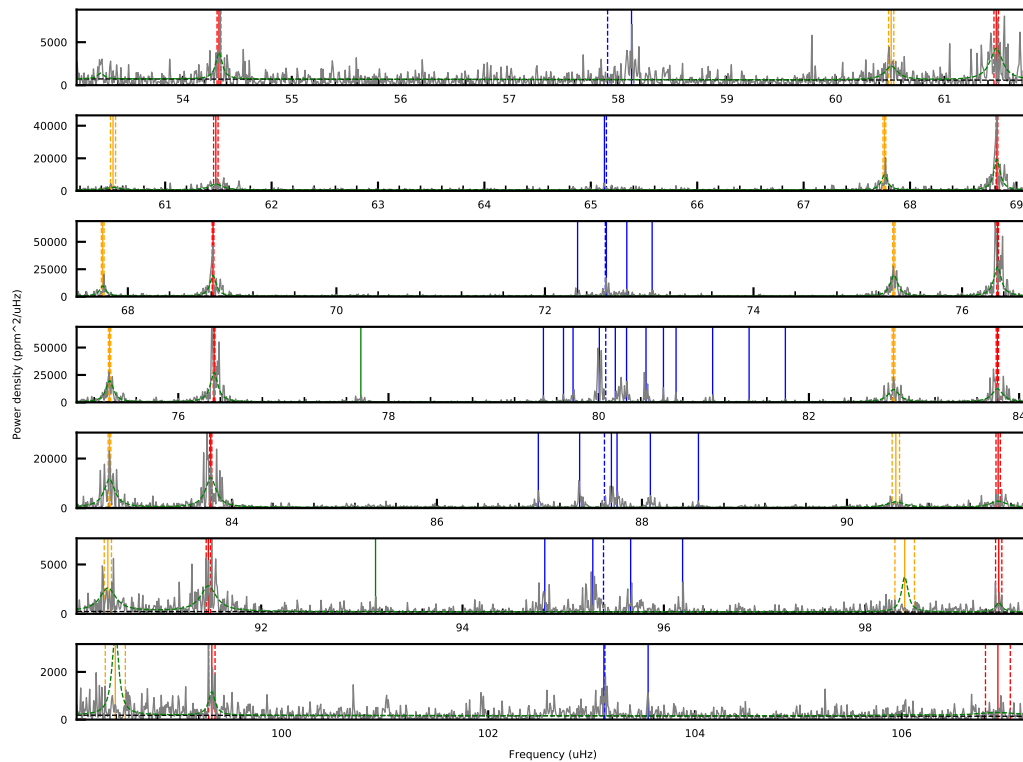 5000
0
54 55 56 57 58 59 60 61
40000
20000
0
61 62 63 64 65 66 67 68 69
50000
25000
0
68 70 72 74 76
50000
25000
0
76 78 80 82 84
20000
0
84 86 88 90
5000
0
92 94 96 98
2000
0
100 102 104 106
Power density (ppm^2/uHz)
Frequency (uHz)